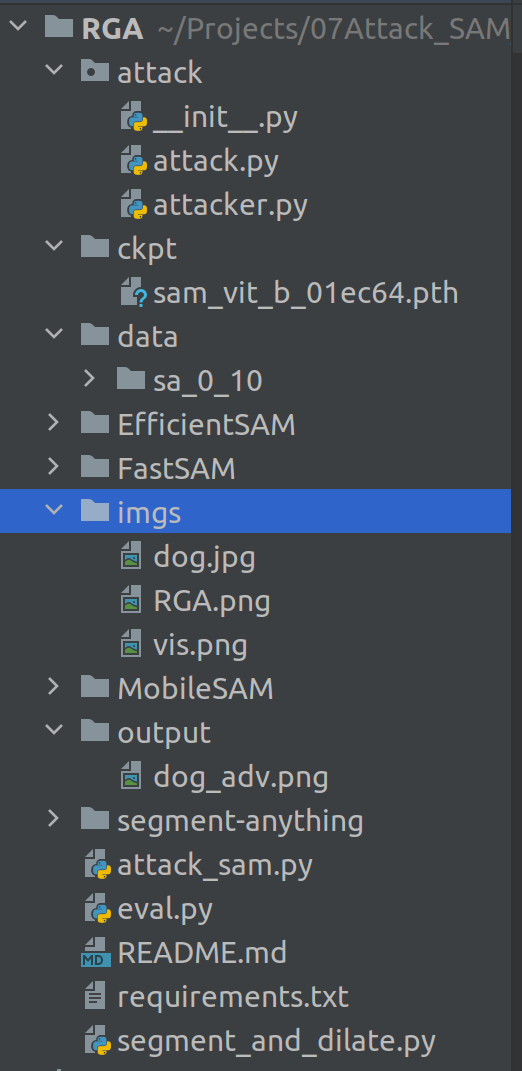 RGA ~/Projects/07Attack_SAM
attack
__init__.py
attack.py
attacker.py
ckpt
sam_vit_b_01ec64.pth
data
sa_0_10
EfficientSAM
FastSAM
imgs
dog.jpg
RGA.png
vis.png
MobileSAM
output
dog_adv.png
segment-anything
attack_sam.py
eval.py
MD README.md
requirements.txt
segment_and_dilate.py